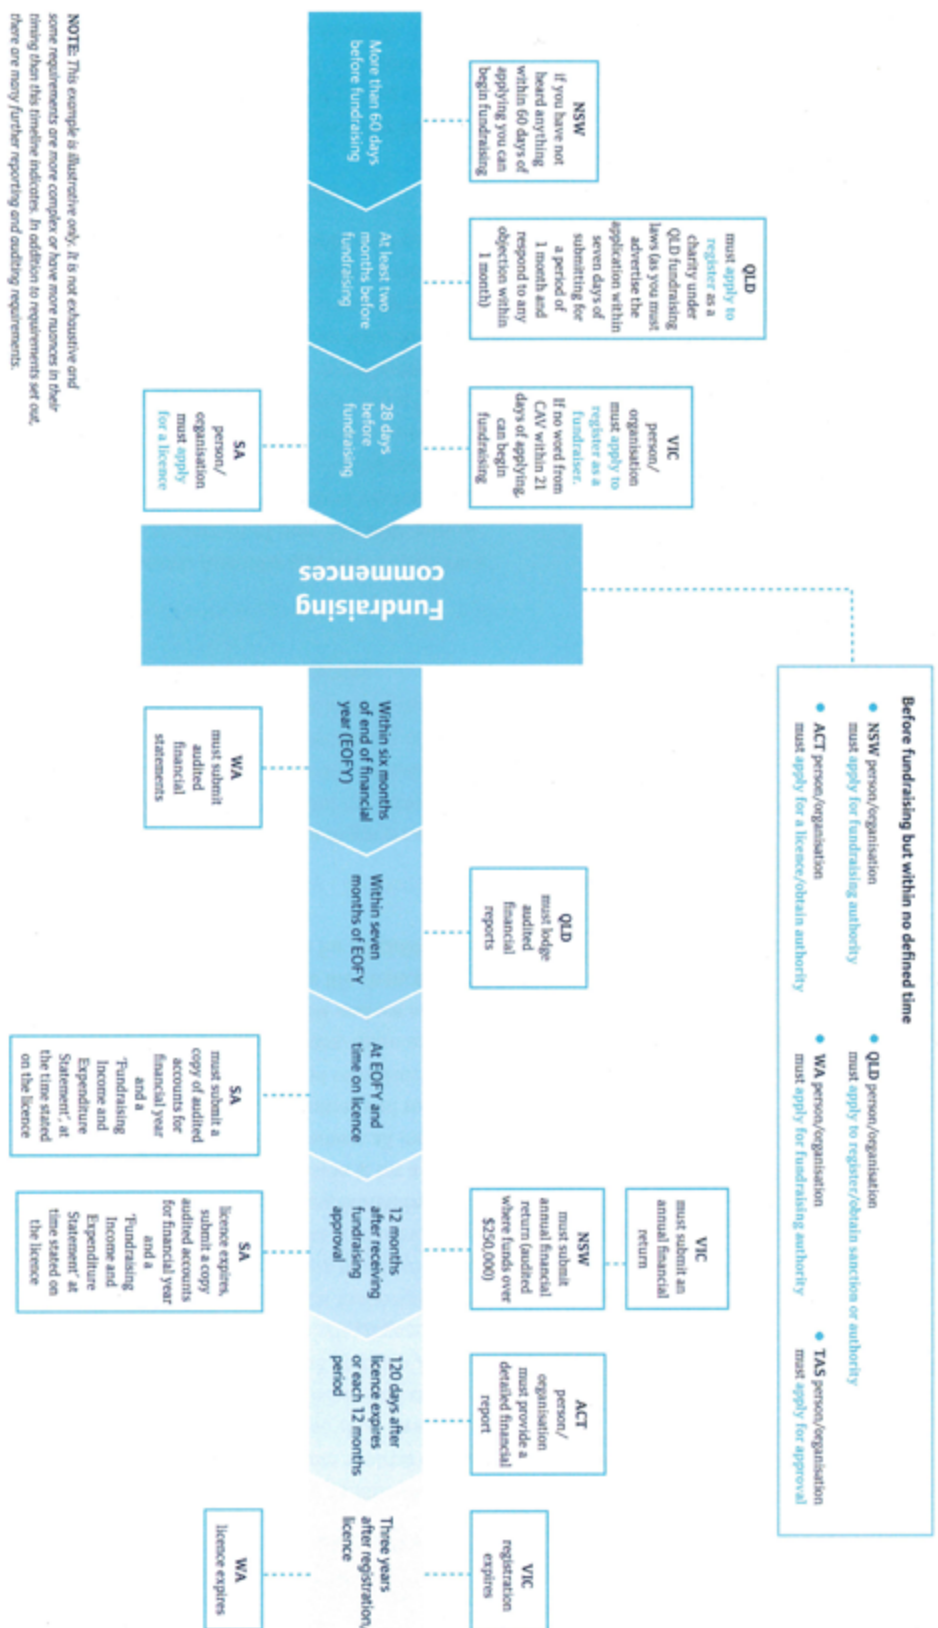 Before fundraising but within no defined time
NSW person/organisation
must apply for fundraising authority
QLD person/organisation
must apply to register/obtain sanction or authority
ACT person/organisation
must apply for a licence/obtain authority
WA person/organisation
must apply for fundraising authority
TAS person/organisation
must apply for approval
NSW
if you have not
heard anything
within 60 days of
applying you can
begin fundraising
QLD
must apply to
register as a
charity under
QLD fundraising
laws (as you must
advertise the
application within
seven days of
submitting for
a period of
1 month and
respond to any
objection within
1 month)
VIC
person/
organisation
must apply to
register as a
fundraiser.
If no word from
CAV within 21
days of applying,
can begin
fundraising
QLD
must lodge
audited
financial
reports
VIC
must submit an
annual financial
return
NSW
must submit
annual financial
return (audited
where funds over
$250,000)
ACT
person/
organisation
must provide a
detailed financial
report
VIC
registration
expires
More than 60 days
before fundraising
At least two
months before
fundraising
28 days
before
fundraising
Fundraising
commences
Within six months
of end of financial
year (EOFY)
Within seven
months of EOFY
At EOFY and
time on licence
12 months
after receiving
fundraising
approval
120 days after
licence expires
or each 12 months
period
Three years
after registration,
licence
SA
person/
organisation
must apply
for a licence
WA
must submit
audited
financial
statements
SA
must submit a
copy of audited
accounts for
financial year
and a
'Fundraising
Income and
Expenditure
Statement', at
the time stated
on the licence
SA
licence expires,
submit a copy
audited accounts
for financial year
and a
'Fundraising
Income and
Expenditure
Statement' at
time stated on
the licence
WA
licence expires
NOTE: This example is illustrative only. It is not exhaustive and
some requirements are more complex or have more nuances in their
timing than this timeline indicates. In addition to requirements set out,
there are many further reporting and auditing requirements.